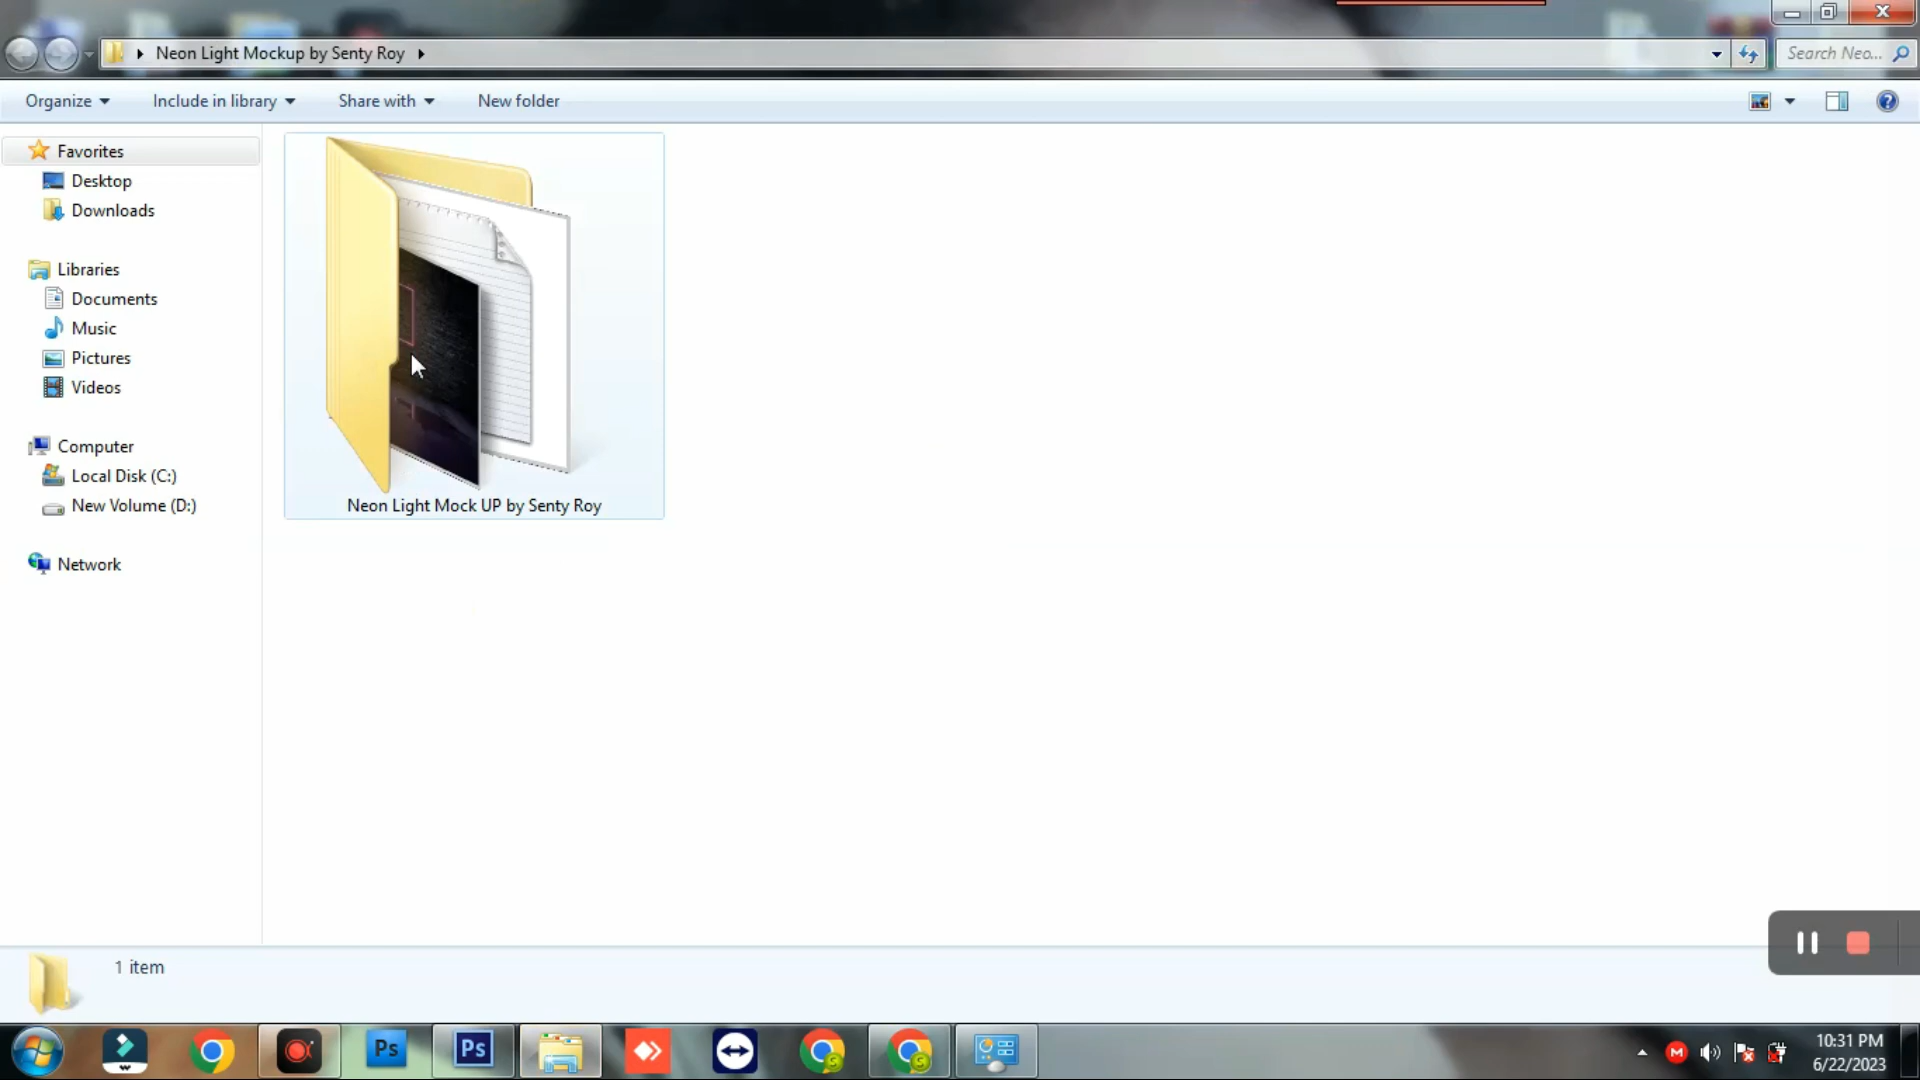 Neon Light Mockup by Senty Roy
Search Neo...
Organize
Include in library
Share with
New folder
Favorites
Desktop
Downloads
Libraries
Documents
Music
Pictures
Videos
Computer
Local Disk (C:)
New Volume (D:)
Network
Neon Light Mock UP by Senty Roy
1 item
Ps
Ps
S
S
M
10:31 PM
6/22/2023